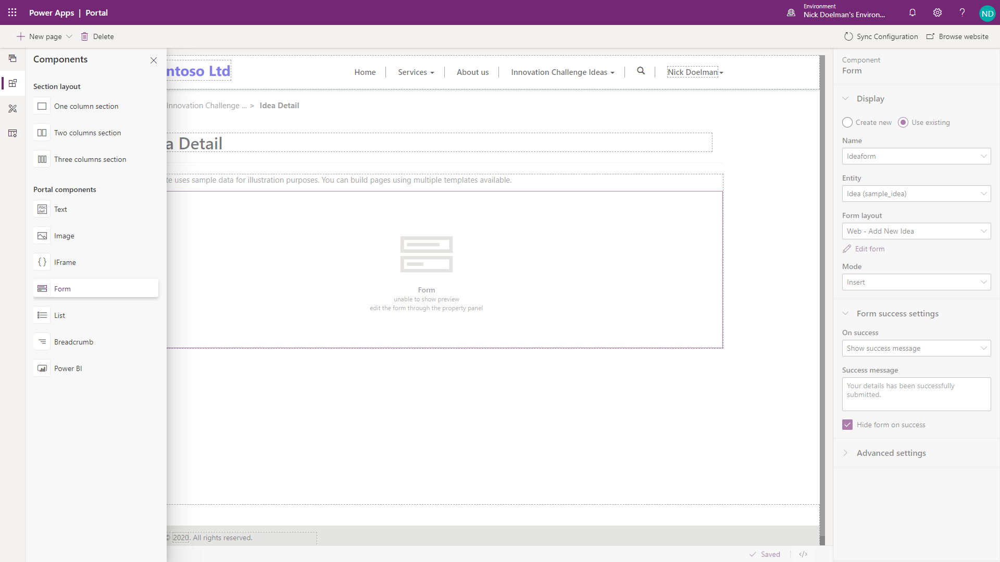 Power Apps | Portal
Environment
Nick Doelman's Environ...
?
ND
New page
Delete
Sync Configuration
Browse website
Components
Section layout
One column section
Two columns section
Three columns section
Portal components
Abc
def
Text
Image
{} IFrame
Form
List
Breadcrumb
Power BI
ntoso Ltd
Home
Services
About us
Innovation Challenge Ideas
Nick Doelman
Innovation Challenge ... > Idea Detail
a Detail
te uses sample data for illustration purposes. You can build pages using multiple templates available.
Form
unable to show preview
edit the form through the property panel
© 2020. All rights reserved.
Saved
</>
Component
Form
Display
Create new
Use existing
Name
Ideaform
Entity
Idea (sample_idea)
Form layout
Web - Add New Idea
Edit form
Mode
Insert
Form success settings
On success
Show success message
Success message
Your details has been successfully
submitted.
Hide form on success
Advanced settings